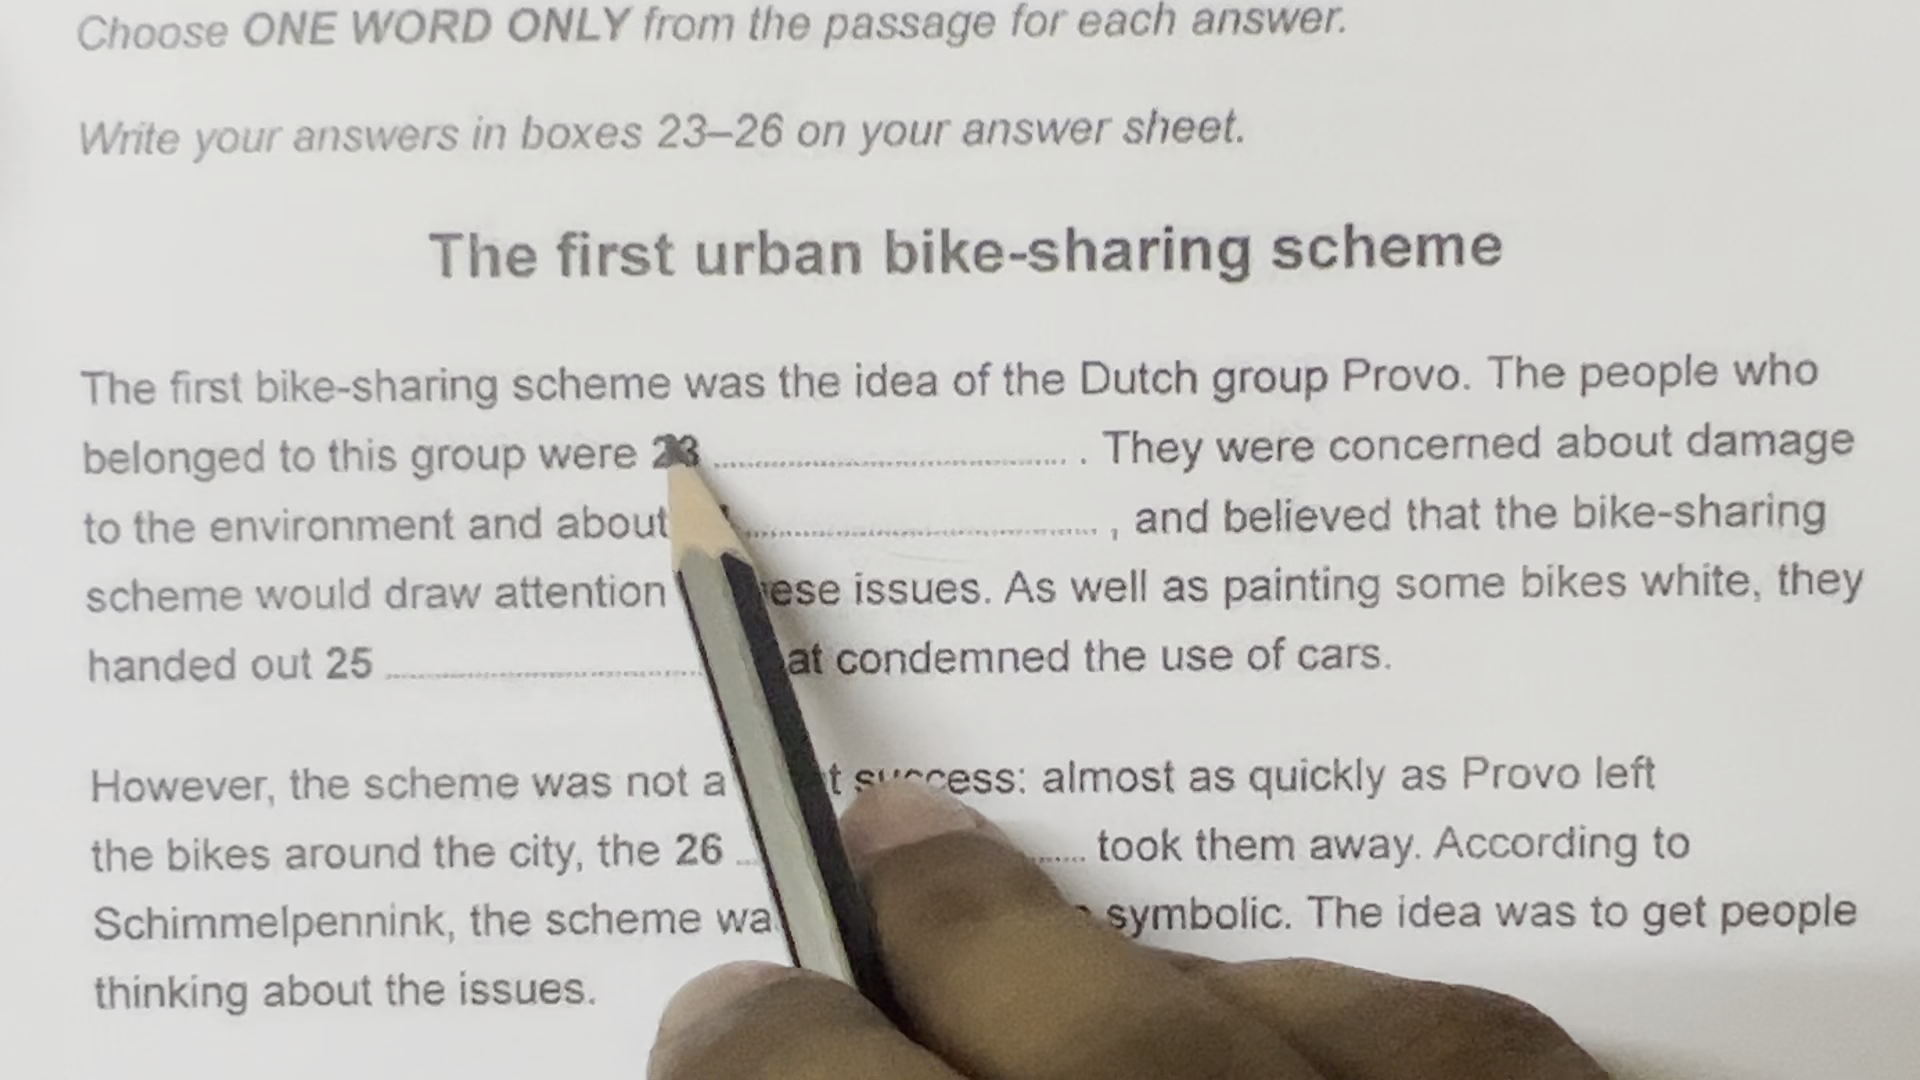 Choose ONE WORD ONLY from the passage for each answer.
Write your answers in boxes 23–26 on your answer sheet.
The first urban bike-sharing scheme
The first bike-sharing scheme was the idea of the Dutch group Provo. The people who
belonged to this group were 23 .................... . They were concerned about damage
to the environment and about .................... , and believed that the bike-sharing
scheme would draw attention ese issues. As well as painting some bikes white, they
handed out 25 .................... at condemned the use of cars.
However, the scheme was not a t success: almost as quickly as Provo left
the bikes around the city, the 26 .................... took them away. According to
Schimmelpennink, the scheme wa symbolic. The idea was to get people
thinking about the issues.